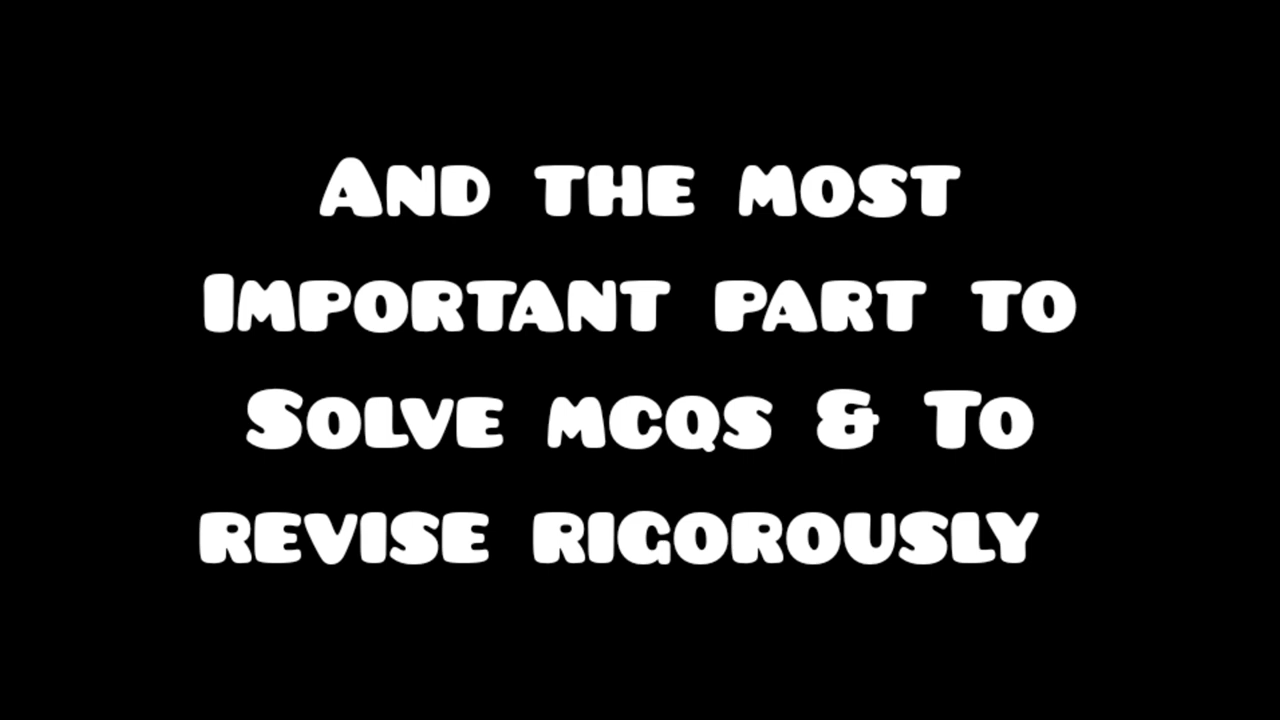 And the most
Important part to
Solve mcqs & To
revise rigorously